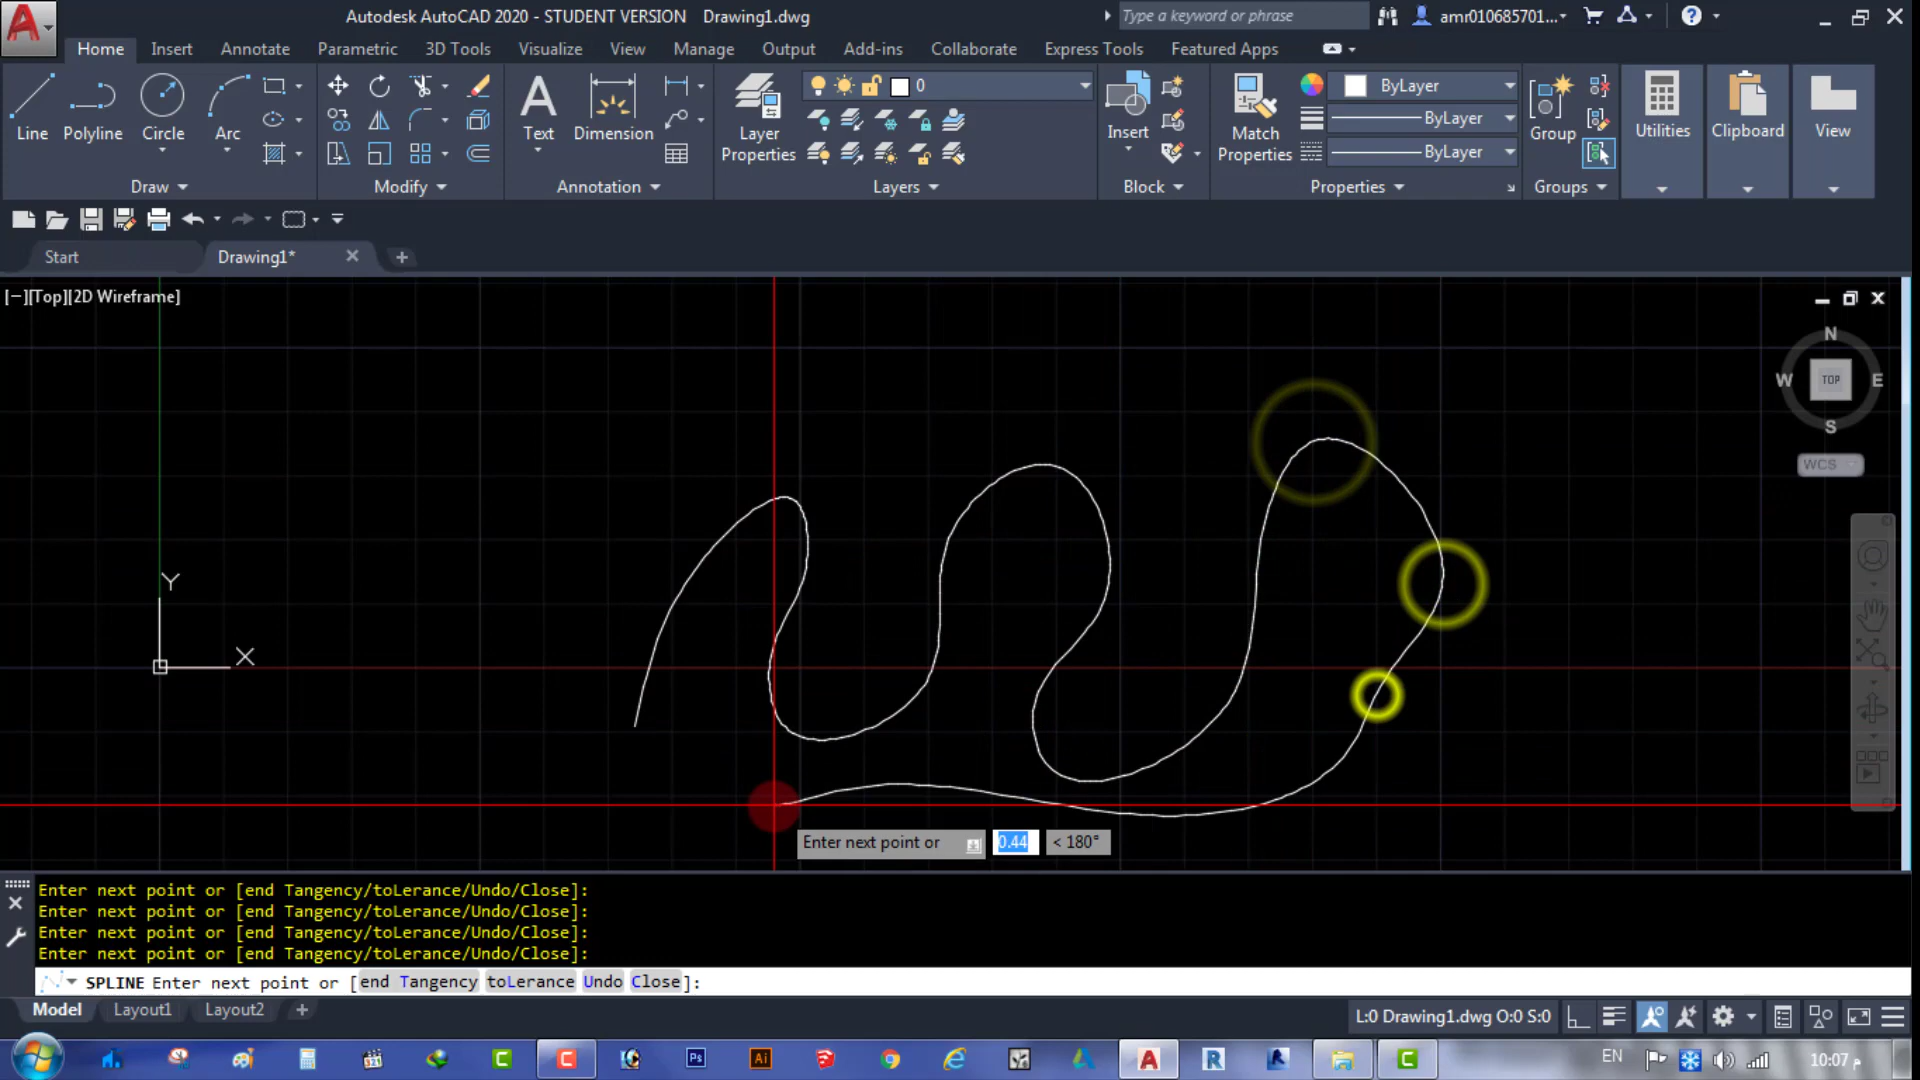 Autodesk AutoCAD 2020 - STUDENT VERSION Drawing1.dwg
Type a keyword or phrase
amr010685701...
Home Insert Annotate Parametric 3D Tools Visualize View Manage Output Add-ins Collaborate Express Tools Featured Apps
0
ByLayer
ByLayer
ByLayer
Line Polyline Circle Arc
Text Dimension
Layer Properties
Insert
Match Properties
Group
Utilities Clipboard View
Draw Modify Annotation Layers Block Properties Groups
Start Drawing1*
[−][Top][2D Wireframe]
N
W TOP E
S
WCS
Y
X
Enter next point or 0.44 < 180°
Enter next point or [end Tangency/toLerance/Undo/Close]:
Enter next point or [end Tangency/toLerance/Undo/Close]:
Enter next point or [end Tangency/toLerance/Undo/Close]:
Enter next point or [end Tangency/toLerance/Undo/Close]:
SPLINE Enter next point or [end Tangency toLerance Undo Close]:
Model Layout1 Layout2
L:0 Drawing1.dwg O:0 S:0
Ps Ai A R C
EN
10:07 م